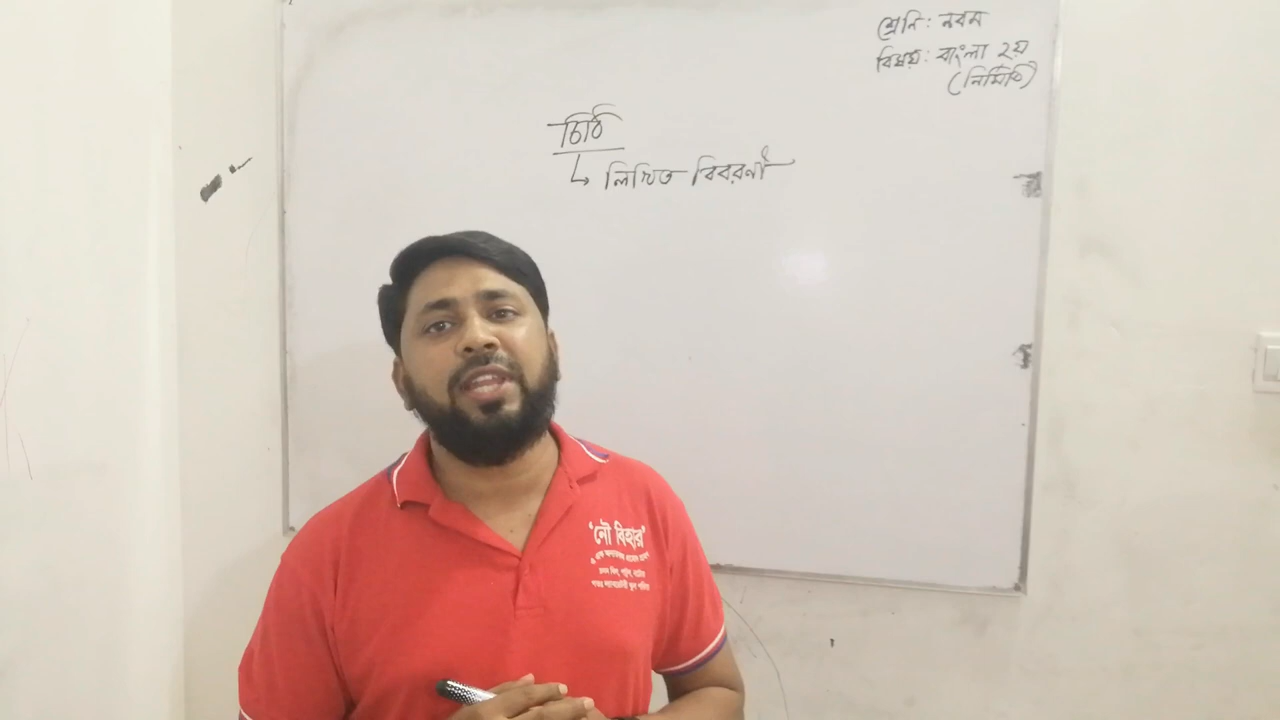 শ্রেণি: নবম
বিষয়: বাংলা ২য়
(নির্মিতি)
চিঠি
↳ লিখিত বিবরণী
'নৌ বিহার'